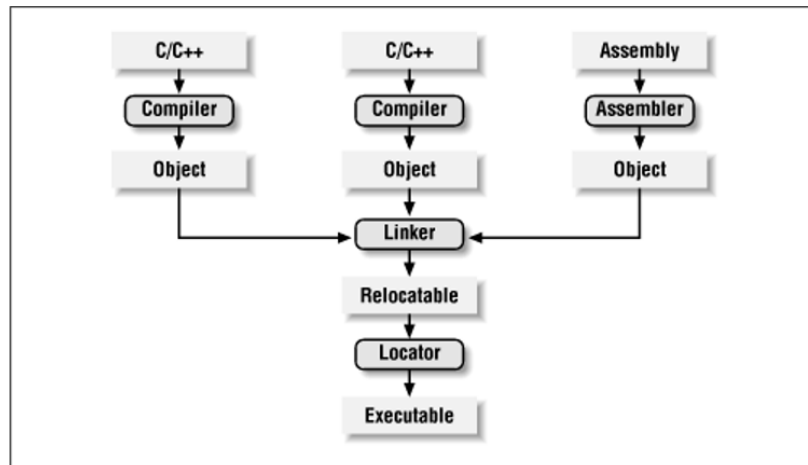 C/C++
C/C++
Assembly
Compiler
Compiler
Assembler
Object
Object
Object
Linker
Relocatable
Locator
Executable